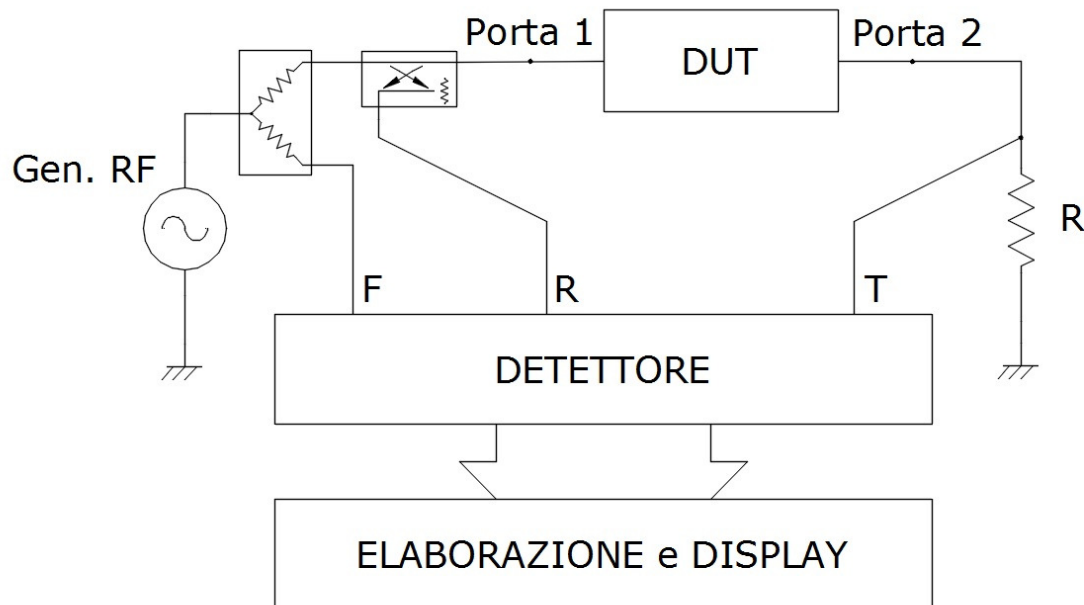 Porta 1
DUT
Porta 2
Gen. RF
R
F
R
T
DETETTORE
ELABORAZIONE e DISPLAY